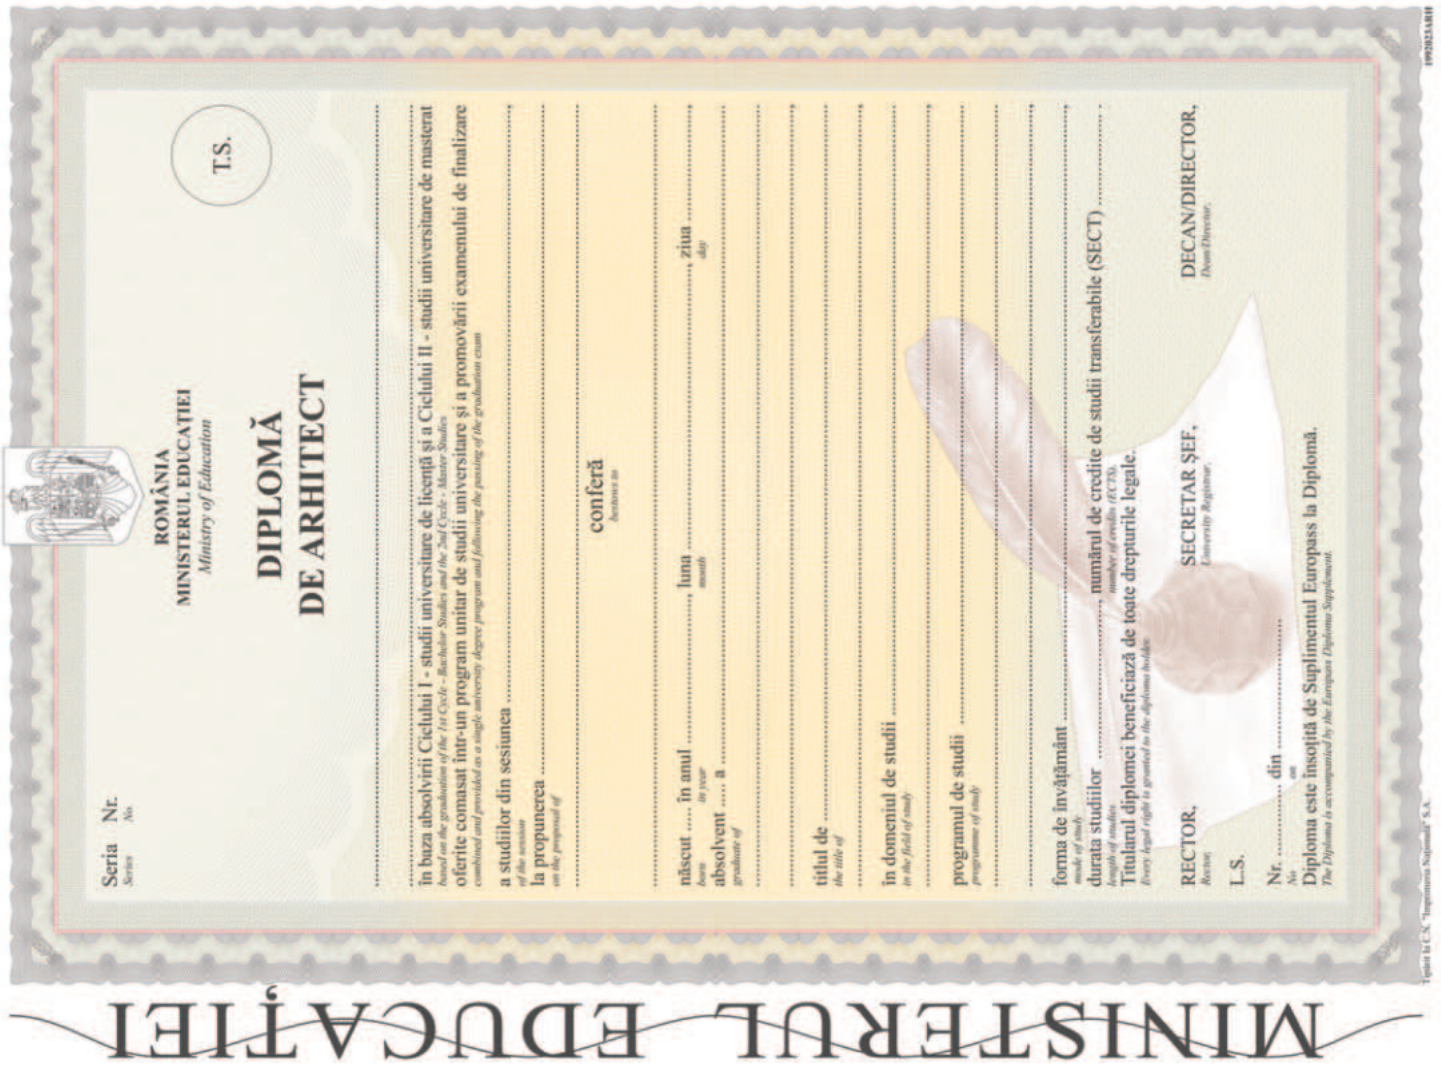 ROMÂNIA
MINISTERUL EDUCAȚIEI
Ministry of Education
Seria Nr.
Series No.
T.S.
DIPLOMĂ
DE ARHITECT
în baza absolvirii Ciclului I - studii universitare de licență și a Ciclului II - studii universitare de masterat
based on the graduation of the 1st Cycle - Bachelor Studies and the 2nd Cycle - Master Studies
oferite comasat într-un program unitar de studii universitare și a promovării examenului de finalizare
combined and provided as a single university degree program and following the passing of the graduation exam
a studiilor din sesiunea
of the session
la propunerea
on the proposal of
conferă
bestows to
născut ..... în anul ..., luna ..., ziua ...
born in year month day
absolvent ..... a
graduate of
titlul de
the title of
în domeniul de studii
in the field of study
programul de studii
programme of study
forma de învățământ
mode of study
durata studiilor ..., numărul de credite de studii transferabile (SECT)
length of studies number of credits (ECTS).
Titularul diplomei beneficiază de toate drepturile legale.
Every legal right is granted to the diploma holder.
RECTOR, SECRETAR ȘEF, DECAN/DIRECTOR,
Rector, University Registrar, Dean/Director,
L.S.
Nr. ... din ...
No on
Diploma este însoțită de Suplimentul Europass la Diplomă.
The Diploma is accompanied by the Europass Diploma Supplement.
Tipărit la C.N. "Imprimeria Națională" S.A.
1992023ARH
MINISTERUL EDUCAȚIEI